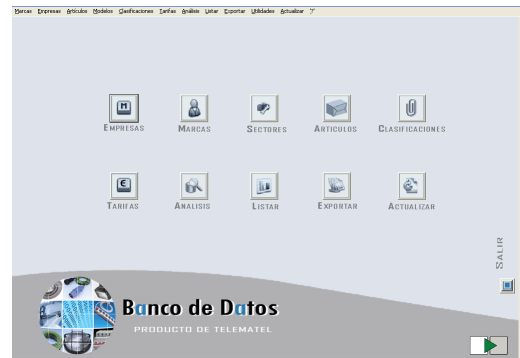 Marcas Empresas Artículos Modelos Clasificaciones Tarifas Análisis Listar Exportar Utilidades Actualizar ?
EMPRESAS MARCAS SECTORES ARTICULOS CLASIFICACIONES
TARIFAS ANALISIS LISTAR EXPORTAR ACTUALIZAR
SALIR
Banco de Datos
PRODUCTO DE TELEMATEL